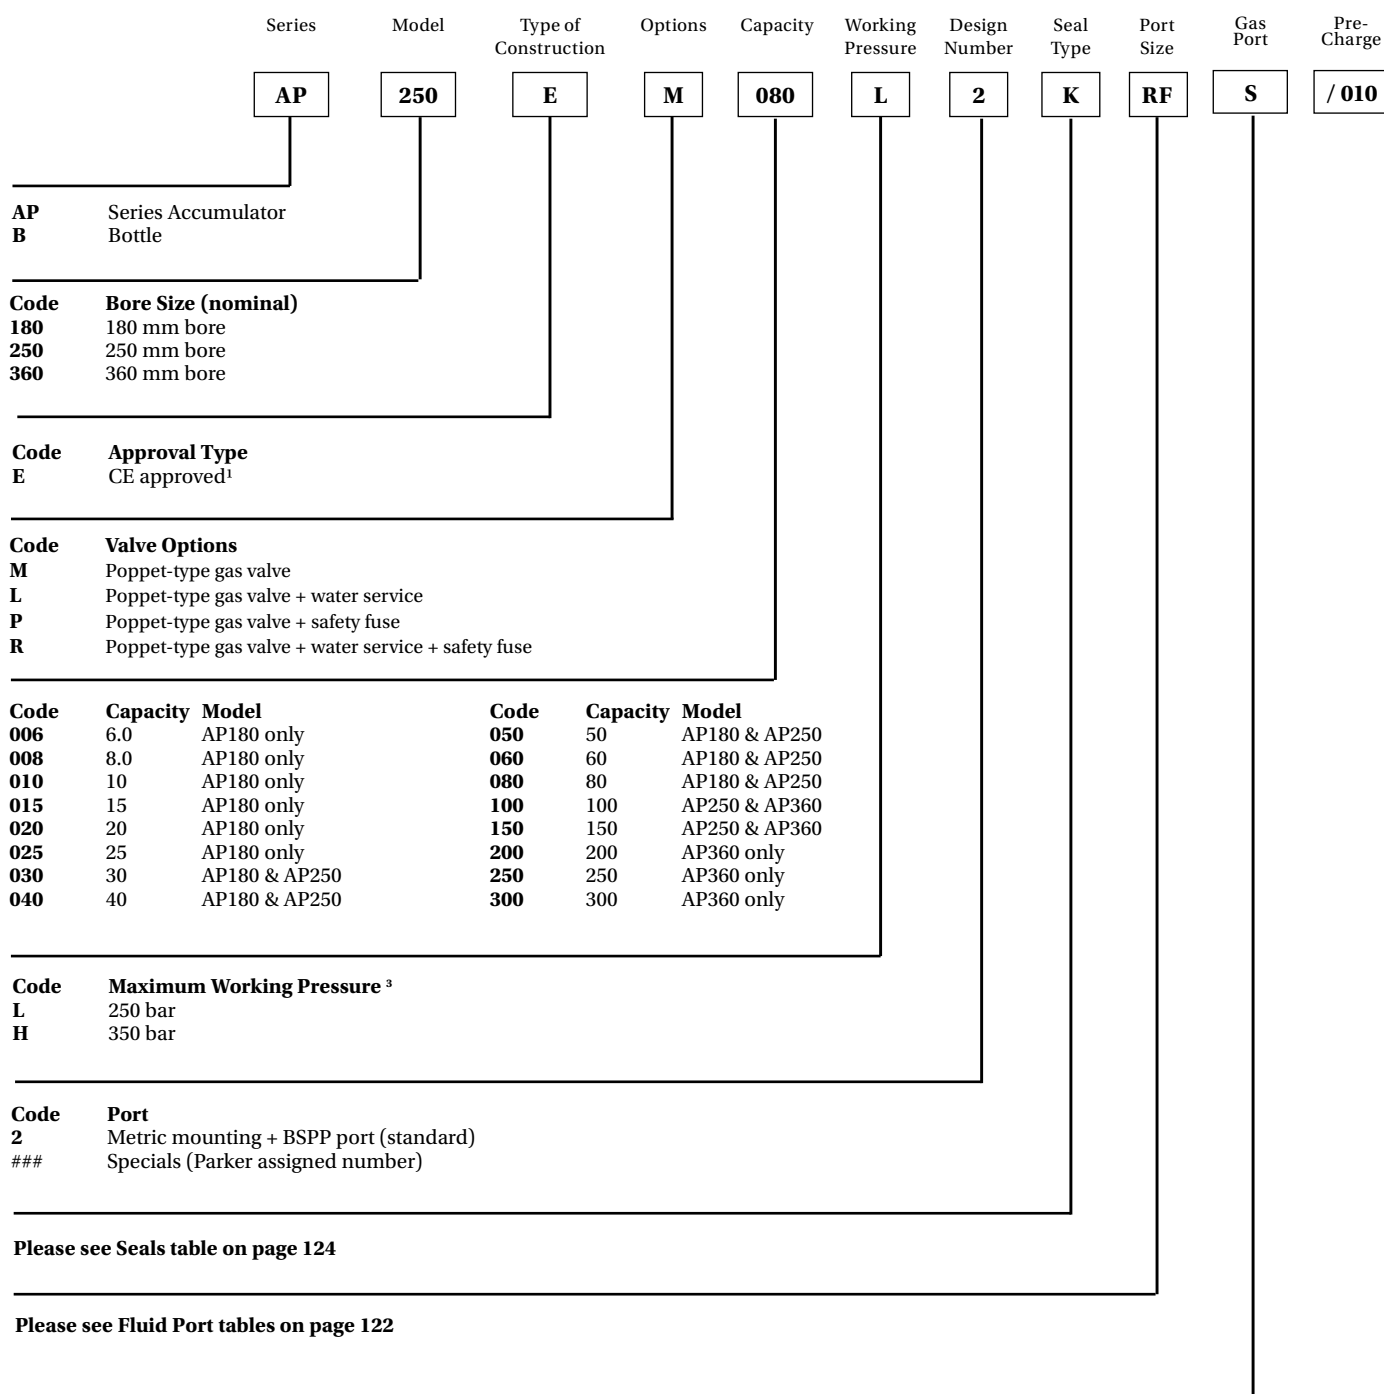 Series Model Type of Construction Options Capacity Working Pressure Design Number Seal Type Port Size Gas Port Pre-Charge
AP 250 E M 080 L 2 K RF S / 010
AP Series Accumulator
B Bottle
Code Bore Size (nominal)
180 180 mm bore
250 250 mm bore
360 360 mm bore
Code Approval Type
E CE approved¹
Code Valve Options
M Poppet-type gas valve
L Poppet-type gas valve + water service
P Poppet-type gas valve + safety fuse
R Poppet-type gas valve + water service + safety fuse
Code Capacity Model Code Capacity Model
006 6.0 AP180 only 050 50 AP180 & AP250
008 8.0 AP180 only 060 60 AP180 & AP250
010 10 AP180 only 080 80 AP180 & AP250
015 15 AP180 only 100 100 AP250 & AP360
020 20 AP180 only 150 150 AP250 & AP360
025 25 AP180 only 200 200 AP360 only
030 30 AP180 & AP250 250 250 AP360 only
040 40 AP180 & AP250 300 300 AP360 only
Code Maximum Working Pressure ³
L 250 bar
H 350 bar
Code Port
2 Metric mounting + BSPP port (standard)
### Specials (Parker assigned number)
Please see Seals table on page 124
Please see Fluid Port tables on page 122